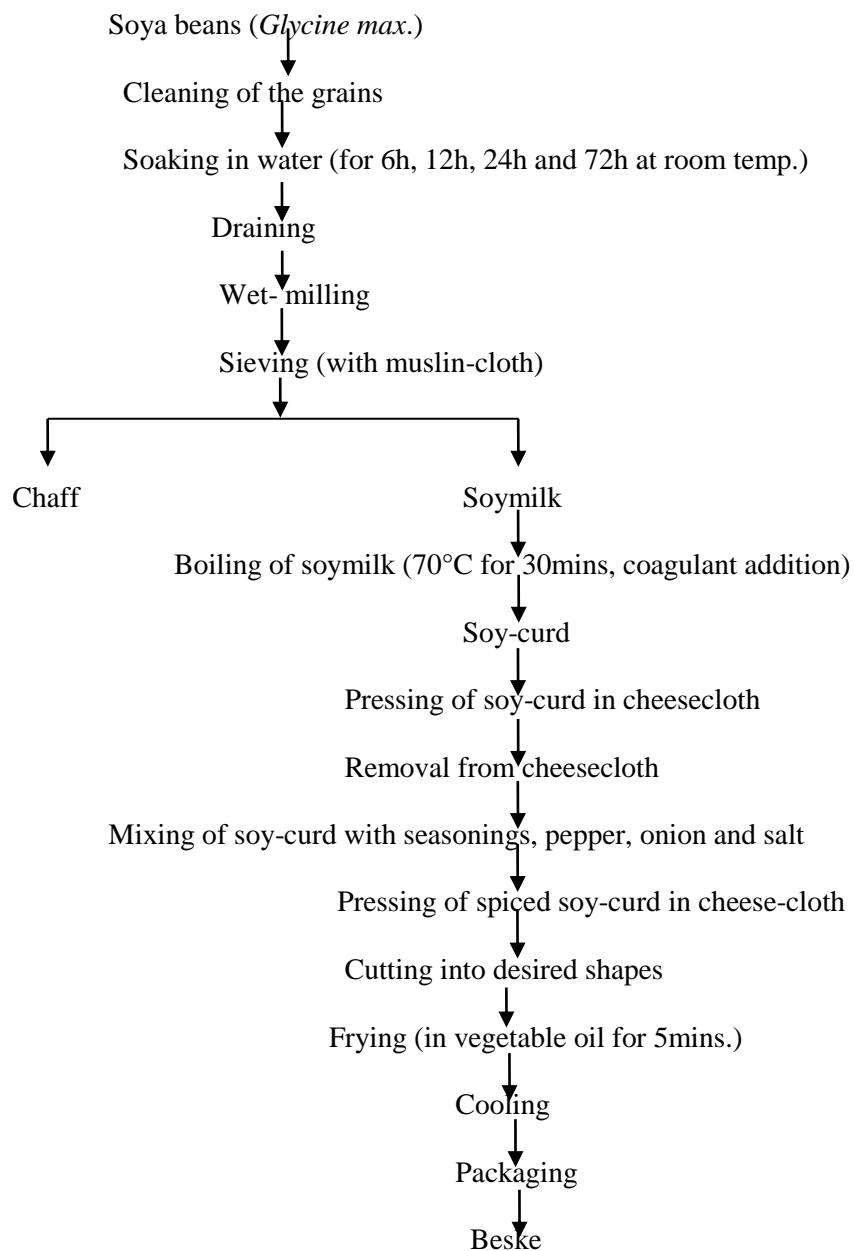 Soya beans (Glycine max.)
Cleaning of the grains
Soaking in water (for 6h, 12h, 24h and 72h at room temp.)
Draining
Wet- milling
Sieving (with muslin-cloth)
Chaff
Soymilk
Boiling of soymilk (70°C for 30mins, coagulant addition)
Soy-curd
Pressing of soy-curd in cheesecloth
Removal from cheesecloth
Mixing of soy-curd with seasonings, pepper, onion and salt
Pressing of spiced soy-curd in cheese-cloth
Cutting into desired shapes
Frying (in vegetable oil for 5mins.)
Cooling
Packaging
Beske